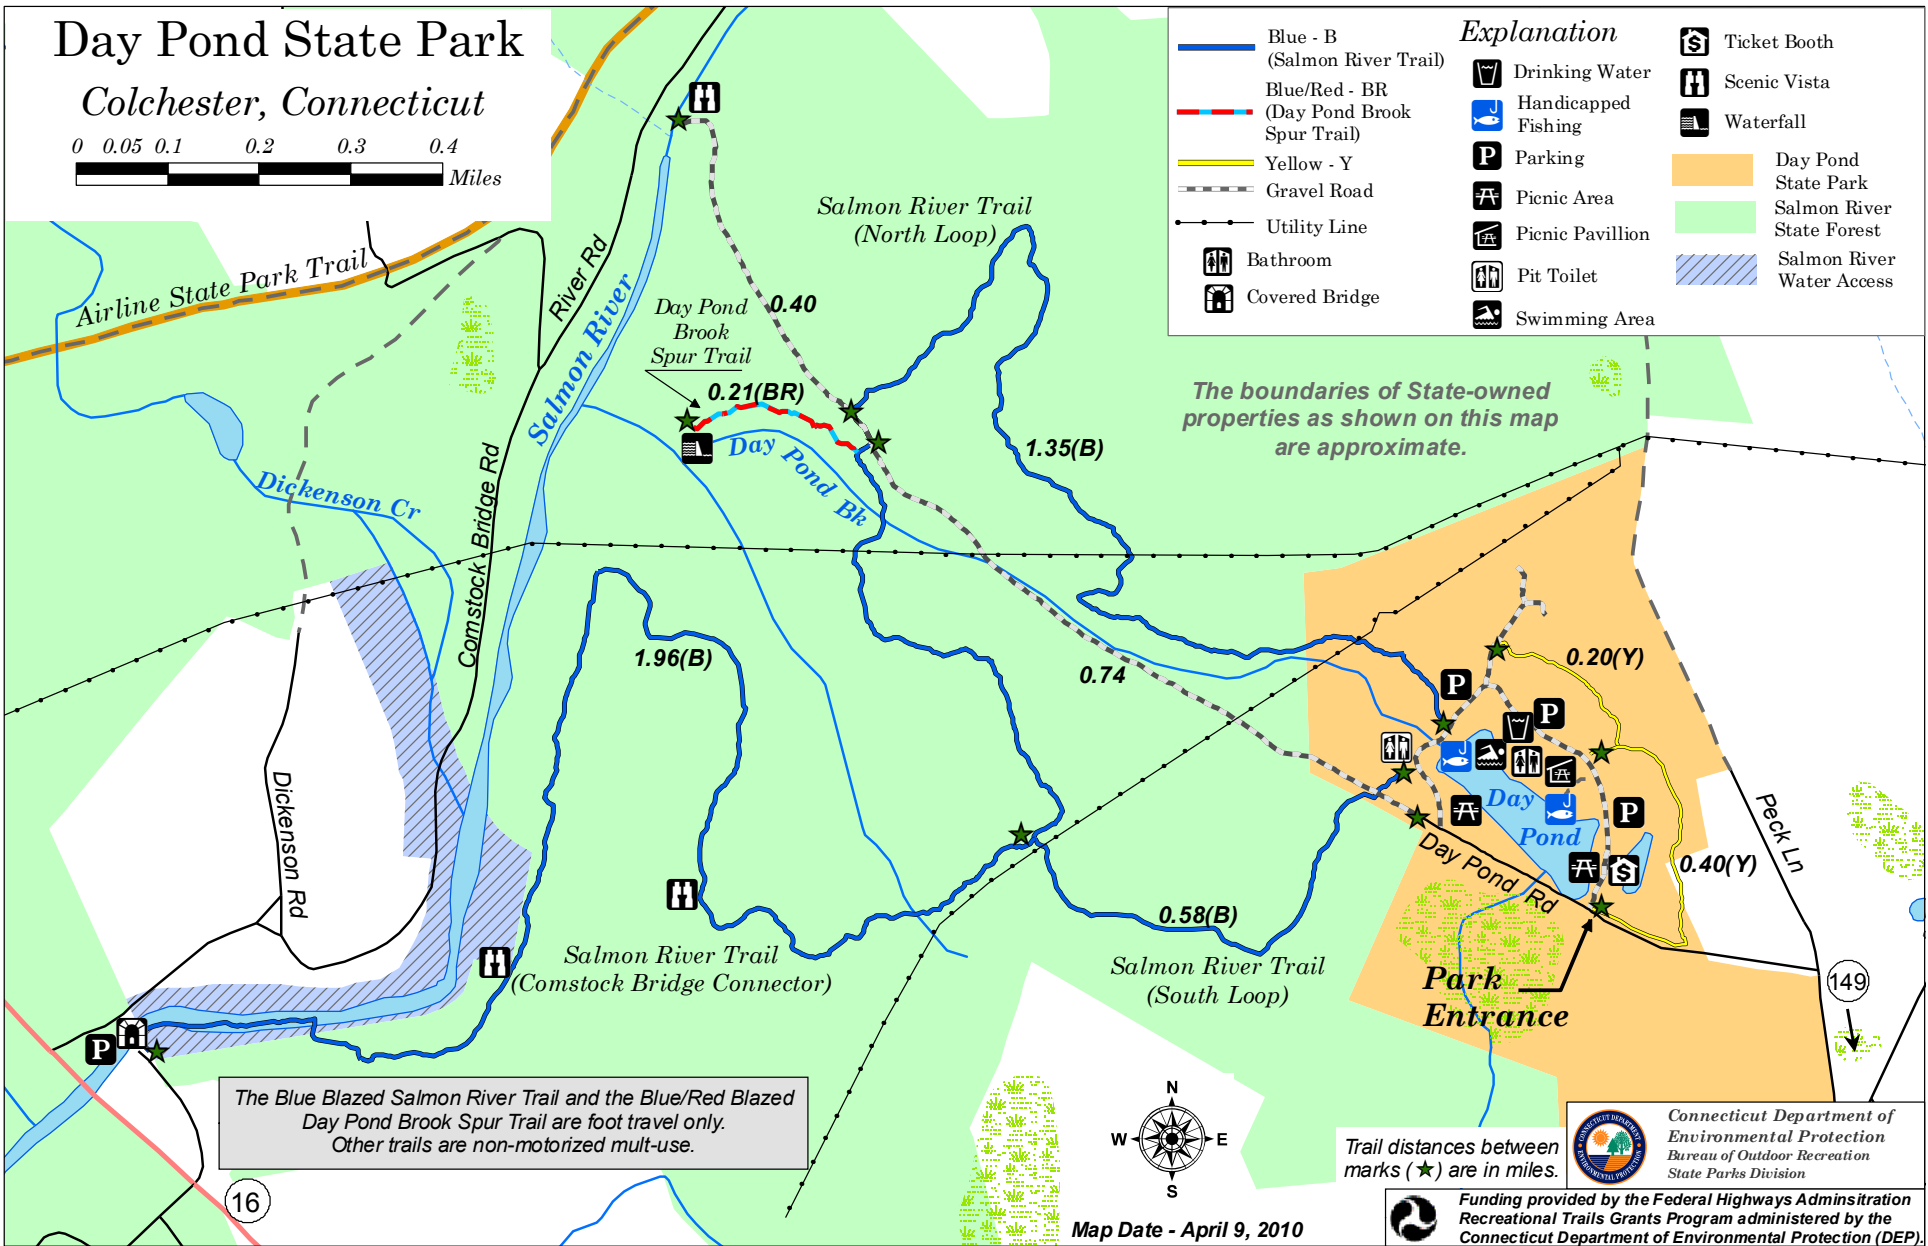 Day Pond State Park
Colchester, Connecticut
0 0.05 0.1 0.2 0.3 0.4
Miles
Blue - B
(Salmon River Trail)
Blue/Red - BR
(Day Pond Brook
Spur Trail)
Yellow - Y
Gravel Road
Utility Line
Bathroom
Covered Bridge
Explanation
Drinking Water
Handicapped
Fishing
P Parking
Picnic Area
Picnic Pavillion
Pit Toilet
Swimming Area
$ Ticket Booth
Scenic Vista
Waterfall
Day Pond
State Park
Salmon River
State Forest
Salmon River
Water Access
Airline State Park Trail
River Rd
Salmon River
Salmon River Trail
(North Loop)
0.40
Day Pond
Brook
Spur Trail
0.21(BR)
Day Pond Bk
1.35(B)
The boundaries of State-owned
properties as shown on this map
are approximate.
Dickenson Cr
Comstock Bridge Rd
1.96(B)
0.74
0.20(Y)
P
P
Day
Pond
P
$
Dickenson Rd
Day Pond Rd
Peck Ln
0.40(Y)
0.58(B)
Salmon River Trail
(Comstock Bridge Connector)
Salmon River Trail
(South Loop)
Park
Entrance
149
P
16
The Blue Blazed Salmon River Trail and the Blue/Red Blazed
Day Pond Brook Spur Trail are foot travel only.
Other trails are non-motorized mult-use.
N
W E
S
Map Date - April 9, 2010
Trail distances between
marks ( ) are in miles.
CONNECTICUT DEPARTMENT
ENVIRONMENTAL PROTECTION
Connecticut Department of
Environmental Protection
Bureau of Outdoor Recreation
State Parks Division
Funding provided by the Federal Highways Adminsitration
Recreational Trails Grants Program administered by the
Connecticut Department of Environmental Protection (DEP).